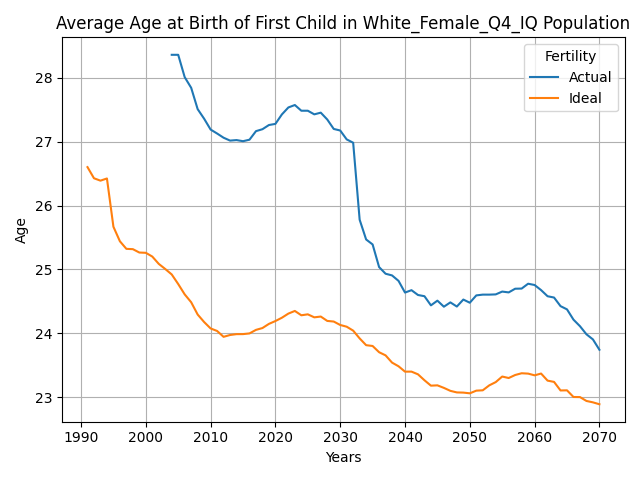 Average Age at Birth of First Child in White_Female_Q4_IQ Population
Fertility
Actual
Ideal
28
27
26
25
24
23
Age
1990 2000 2010 2020 2030 2040 2050 2060 2070
Years